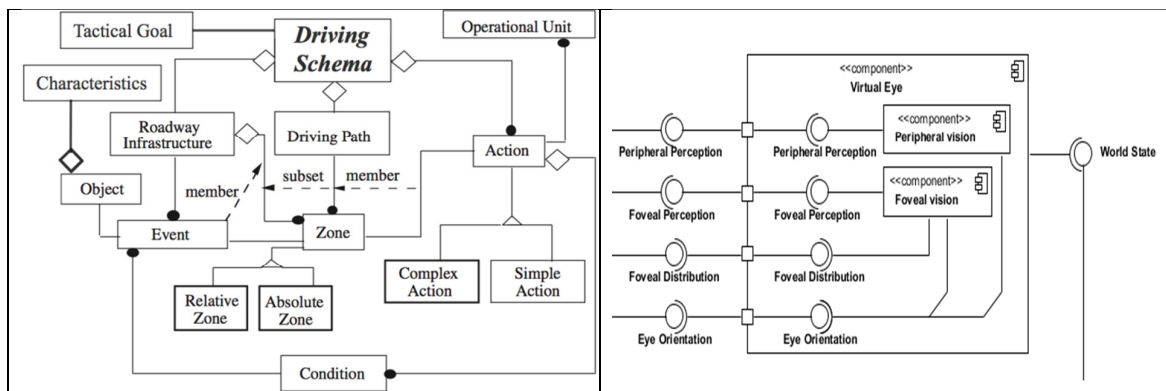 Tactical Goal
Driving
Schema
Operational Unit
Characteristics
Roadway
Infrastructure
Driving Path
Action
member
subset
member
Object
Event
Zone
Complex
Action
Simple
Action
Relative
Zone
Absolute
Zone
Condition
<<component>>
Virtual Eye
<<component>>
Peripheral vision
Peripheral Perception
Peripheral Perception
World State
<<component>>
Foveal vision
Foveal Perception
Foveal Perception
Foveal Distribution
Foveal Distribution
Eye Orientation
Eye Orientation